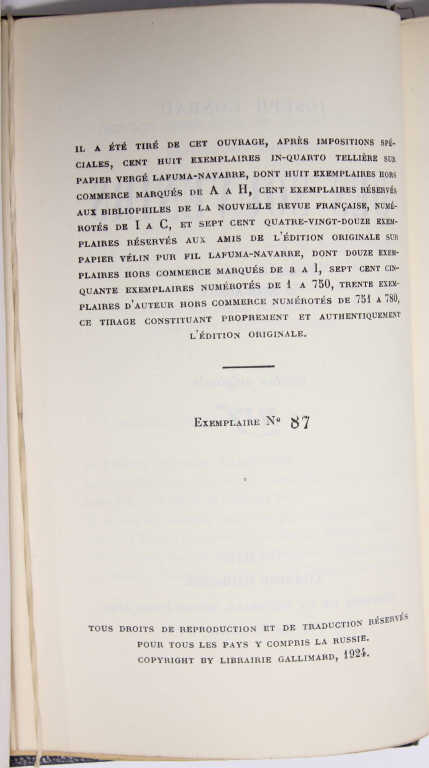 IL A ÉTÉ TIRÉ DE CET OUVRAGE, APRÈS IMPOSITIONS SPÉ-
CIALES, CENT HUIT EXEMPLAIRES IN-QUARTO TELLIÈRE SUR
PAPIER VERGÉ LAFUMA-NAVARRE, DONT HUIT EXEMPLAIRES HORS
COMMERCE MARQUÉS DE A A H, CENT EXEMPLAIRES RÉSERVÉS
AUX BIBLIOPHILES DE LA NOUVELLE REVUE FRANÇAISE, NUMÉ-
ROTÉS DE I A C, ET SEPT CENT QUATRE-VINGT-DOUZE EXEM-
PLAIRES RÉSERVÉS AUX AMIS DE L'ÉDITION ORIGINALE SUR
PAPIER VÉLIN PUR FIL LAFUMA-NAVARRE, DONT DOUZE EXEM-
PLAIRES HORS COMMERCE MARQUÉS DE a A l, SEPT CENT CIN-
QUANTE EXEMPLAIRES NUMÉROTÉS DE 1 A 750, TRENTE EXEM-
PLAIRES D'AUTEUR HORS COMMERCE NUMÉROTÉS DE 751 A 780,
CE TIRAGE CONSTITUANT PROPREMENT ET AUTHENTIQUEMENT
L'ÉDITION ORIGINALE.
EXEMPLAIRE No 87
TOUS DROITS DE REPRODUCTION ET DE TRADUCTION RÉSERVÉS
POUR TOUS LES PAYS Y COMPRIS LA RUSSIE.
COPYRIGHT BY LIBRAIRIE GALLIMARD, 1924.